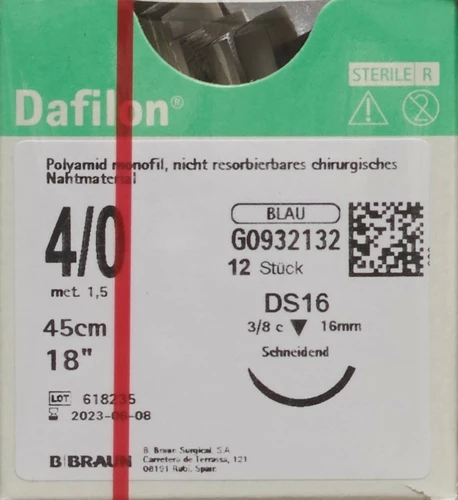 Dafilon®
STERILE R
Polyamid monofil, nicht resorbierbares chirurgisches
Nahtmaterial
4/0
met. 1,5
45cm
18"
BLAU
G0932132
12 Stück
DS16
3/8 c 16mm
Schneidend
LOT 618235
2023-06-08
B BRAUN
B. Braun Surgical, S.A.
Carretera de Terrassa, 121
08191 Rubí, Spain